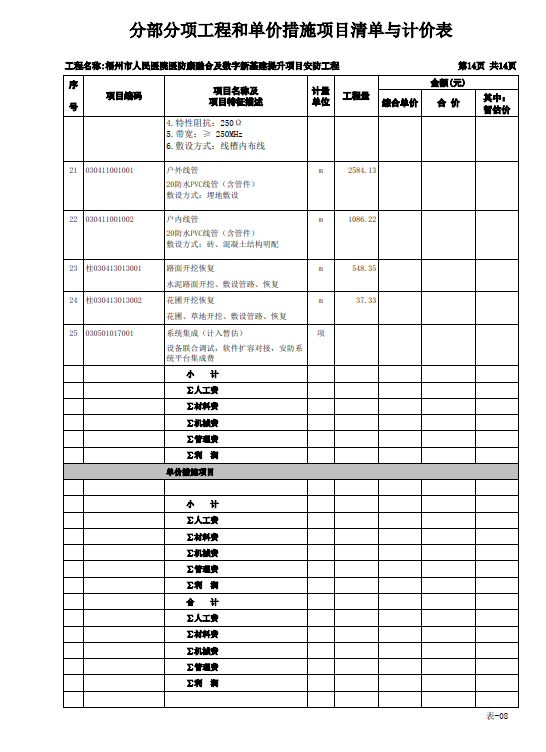 分部分项工程和单价措施项目清单与计价表
工程名称:梧州市人民医院医防康融合及数字新基建提升项目安防工程 第14页 共14页
序号 项目编码 项目名称及项目特征描述 计量单位 工程量 金额(元)
综合单价 合 价 其中:暂估价
4.特性阻抗: 250Ω
5.带宽: ≥ 250MHz
6.敷设方式: 线槽内布线
21 030411001001 户外线管 m 2584.13
20防水PVC线管（含管件）
敷设方式: 埋地敷设
22 030411001002 户内线管 m 1086.22
20防水PVC线管（含管件）
敷设方式: 砖、混凝土结构明配
23 桂030413013001 路面开挖恢复 m 548.35
水泥路面开挖、敷设管路、恢复
24 桂030413013002 花圃开挖恢复 m 37.33
花圃、草地开挖、敷设管路、恢复
25 030501017001 系统集成（计入暂估） 项
设备联合调试，软件扩容对接，安防系
统平台集成费
小 计
Σ人工费
Σ材料费
Σ机械费
Σ管理费
Σ利 润
单价措施项目
小 计
Σ人工费
Σ材料费
Σ机械费
Σ管理费
Σ利 润
合 计
Σ人工费
Σ材料费
Σ机械费
Σ管理费
Σ利 润
表-08